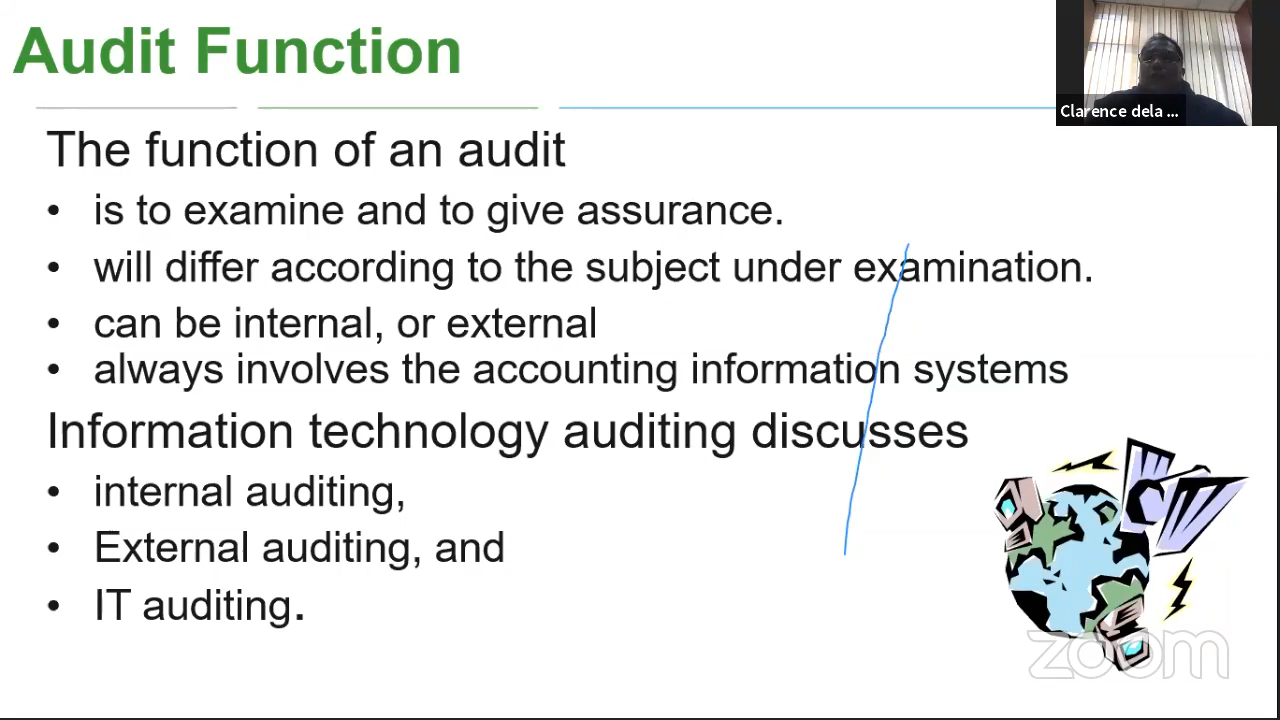 Audit Function
Clarence dela ...
The function of an audit
• is to examine and to give assurance.
• will differ according to the subject under examination.
• can be internal, or external
• always involves the accounting information systems
Information technology auditing discusses
• internal auditing,
• External auditing, and
• IT auditing.
zoom